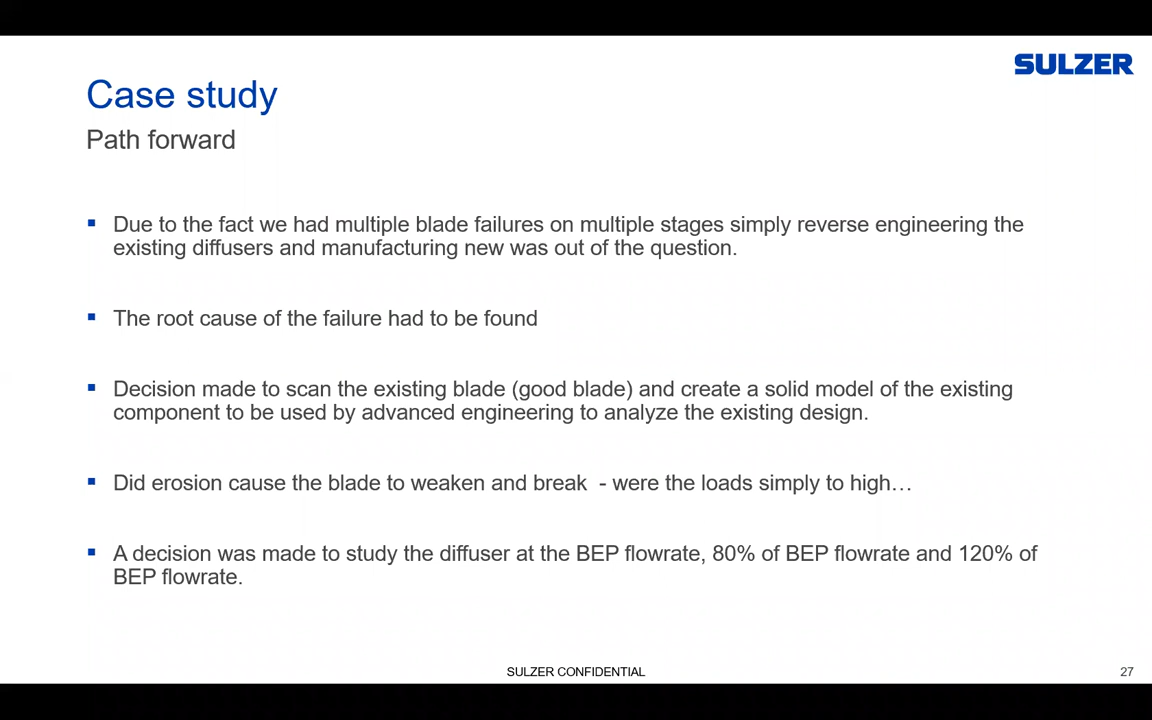 SULZER
Case study
Path forward
▪ Due to the fact we had multiple blade failures on multiple stages simply reverse engineering the
existing diffusers and manufacturing new was out of the question.
▪ The root cause of the failure had to be found
▪ Decision made to scan the existing blade (good blade) and create a solid model of the existing
component to be used by advanced engineering to analyze the existing design.
▪ Did erosion cause the blade to weaken and break  - were the loads simply to high…
▪ A decision was made to study the diffuser at the BEP flowrate, 80% of BEP flowrate and 120% of
BEP flowrate.
SULZER CONFIDENTIAL
27